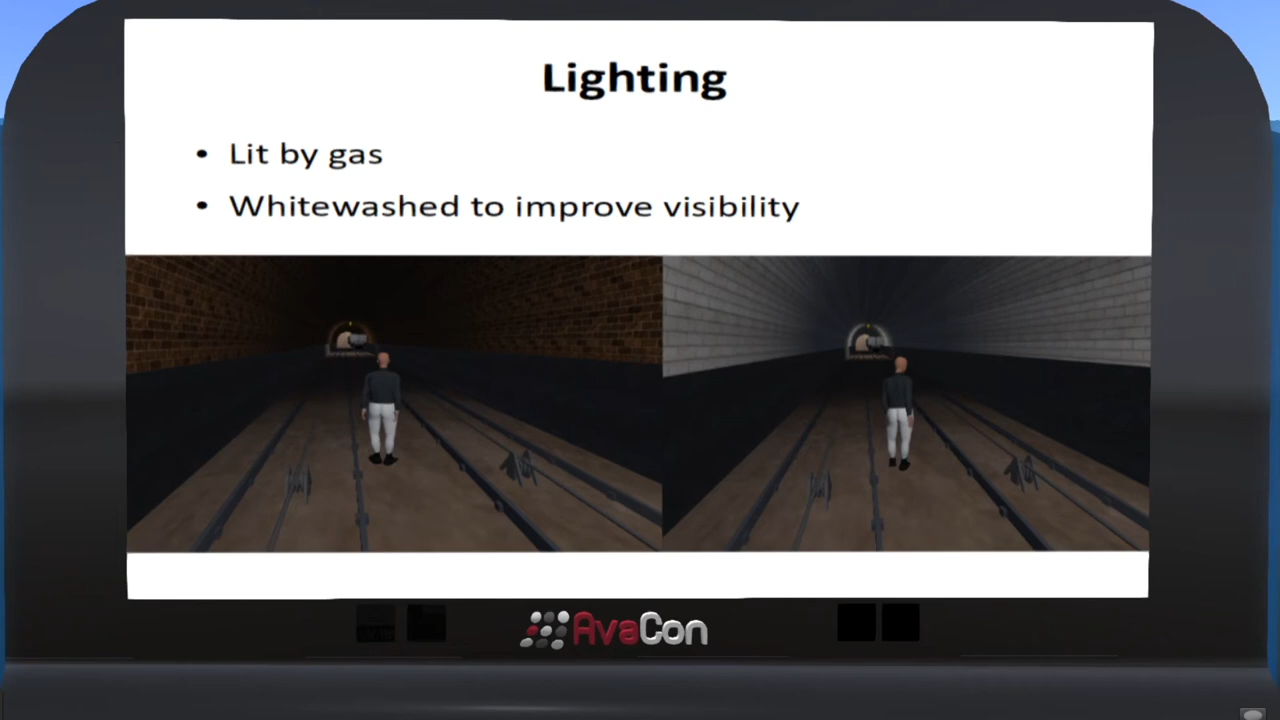 Lighting
• Lit by gas
• Whitewashed to improve visibility
AvaCon